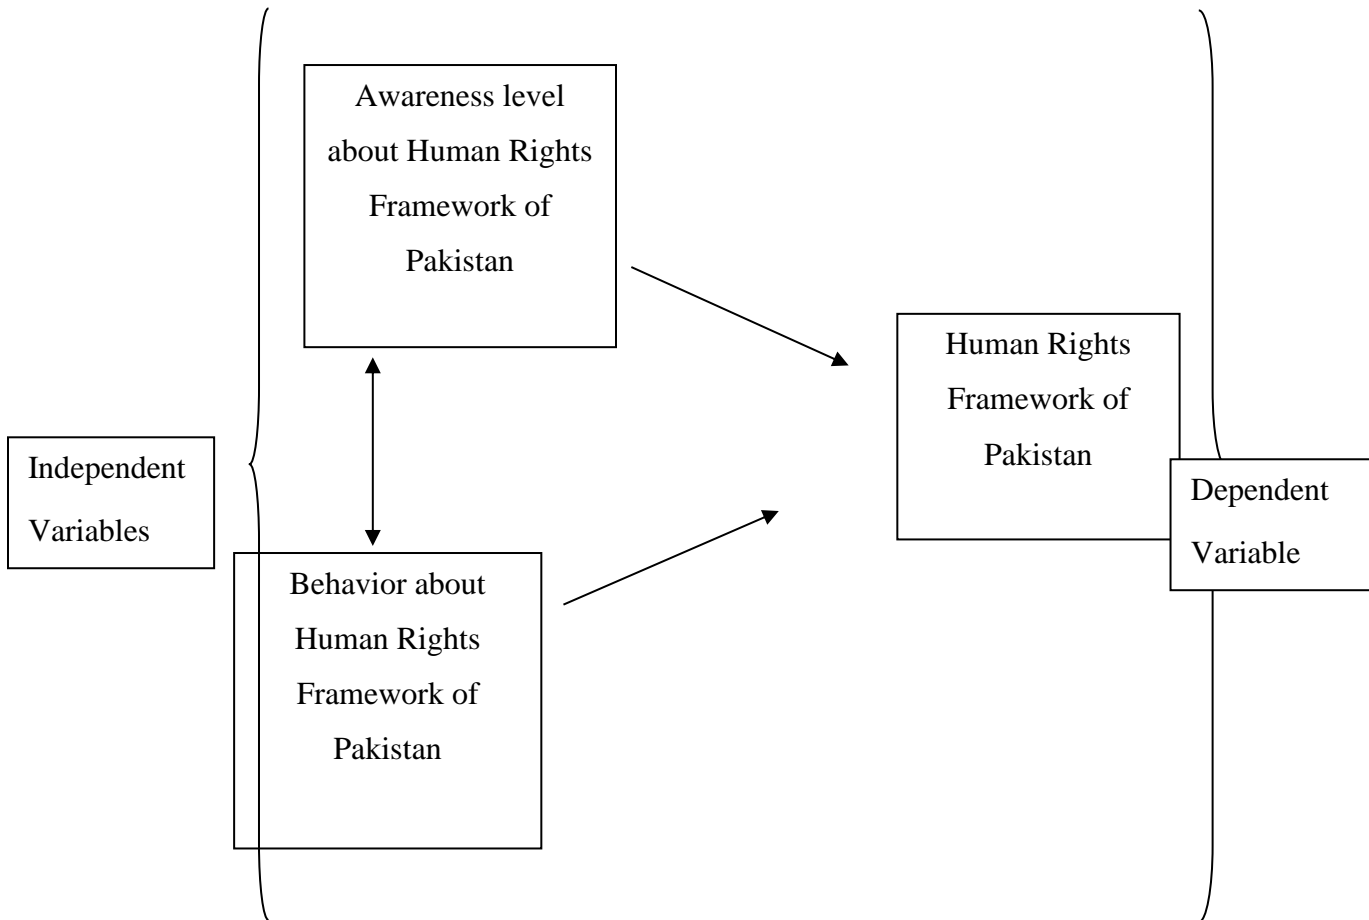 Awareness level
about Human Rights
Framework of
Pakistan
Human Rights
Framework of
Pakistan
Independent
Variables
Dependent
Variable
Behavior about
Human Rights
Framework of
Pakistan